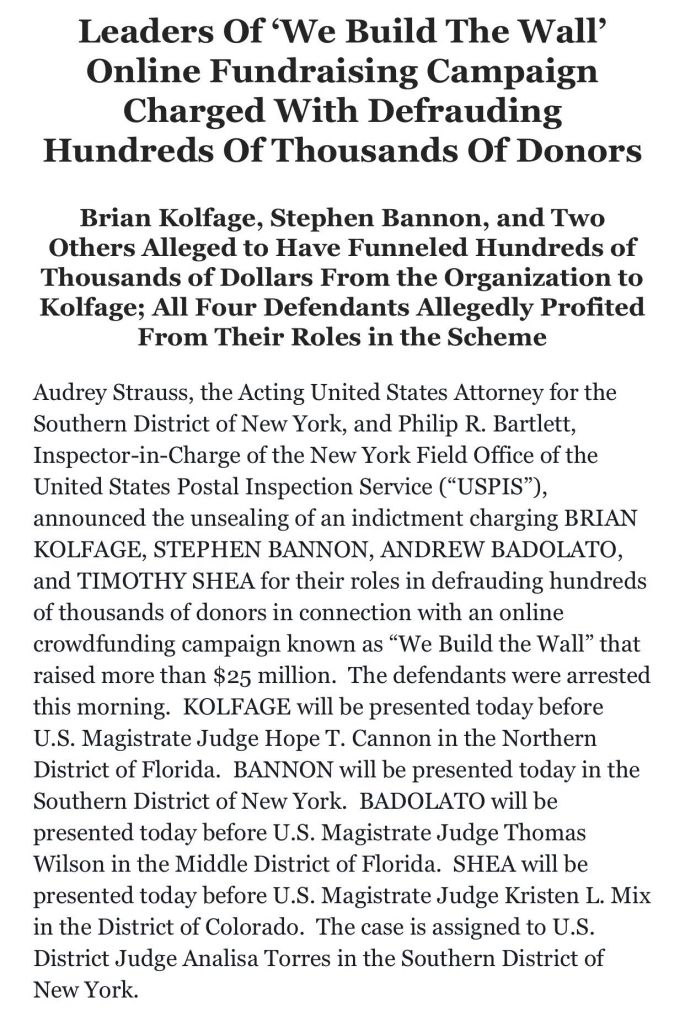 Leaders Of ‘We Build The Wall’
Online Fundraising Campaign
Charged With Defrauding
Hundreds Of Thousands Of Donors
Brian Kolfage, Stephen Bannon, and Two
Others Alleged to Have Funneled Hundreds of
Thousands of Dollars From the Organization to
Kolfage; All Four Defendants Allegedly Profited
From Their Roles in the Scheme
Audrey Strauss, the Acting United States Attorney for the
Southern District of New York, and Philip R. Bartlett,
Inspector-in-Charge of the New York Field Office of the
United States Postal Inspection Service (“USPIS”),
announced the unsealing of an indictment charging BRIAN
KOLFAGE, STEPHEN BANNON, ANDREW BADOLATO,
and TIMOTHY SHEA for their roles in defrauding hundreds
of thousands of donors in connection with an online
crowdfunding campaign known as “We Build the Wall” that
raised more than $25 million.  The defendants were arrested
this morning.  KOLFAGE will be presented today before
U.S. Magistrate Judge Hope T. Cannon in the Northern
District of Florida.  BANNON will be presented today in the
Southern District of New York.  BADOLATO will be
presented today before U.S. Magistrate Judge Thomas
Wilson in the Middle District of Florida.  SHEA will be
presented today before U.S. Magistrate Judge Kristen L. Mix
in the District of Colorado.  The case is assigned to U.S.
District Judge Analisa Torres in the Southern District of
New York.